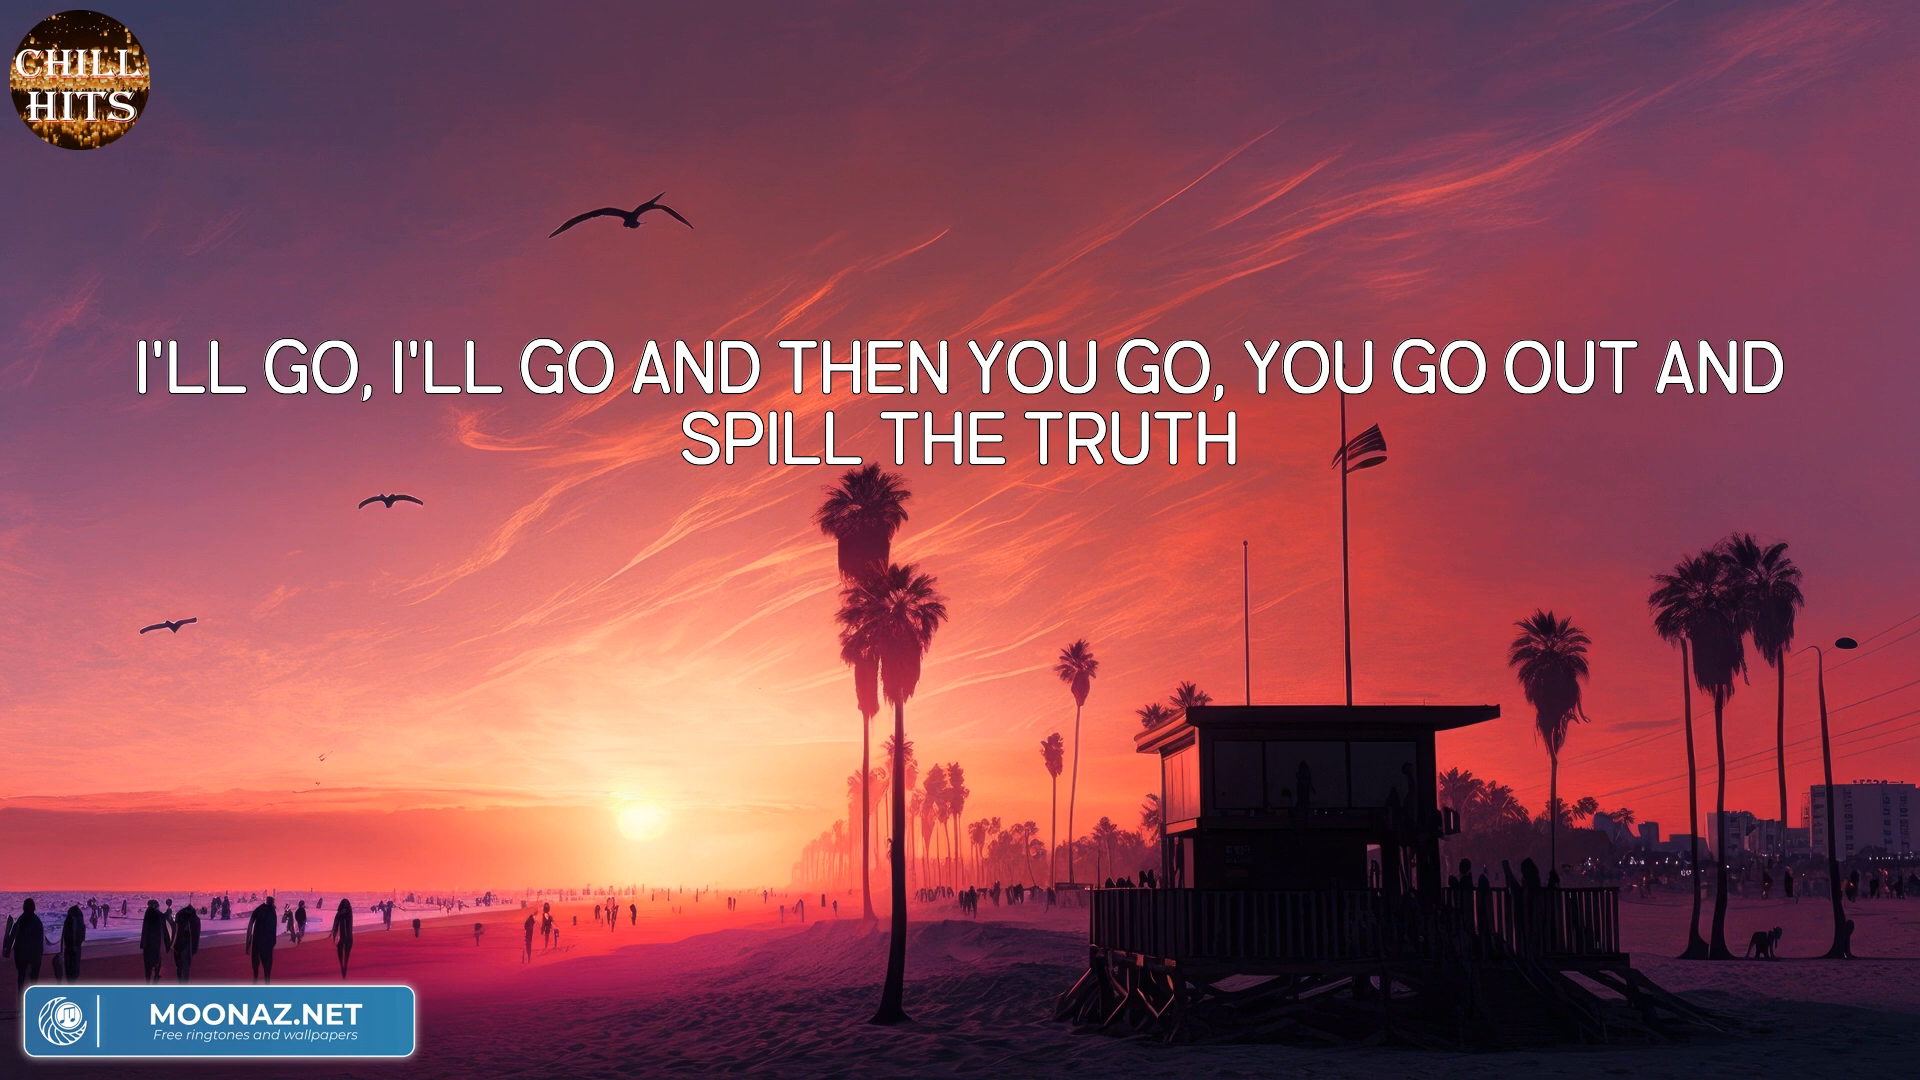 CHILL
HITS
I'LL GO, I'LL GO AND THEN YOU GO, YOU GO OUT AND
SPILL THE TRUTH
MOONAZ.NET
Free ringtones and wallpapers